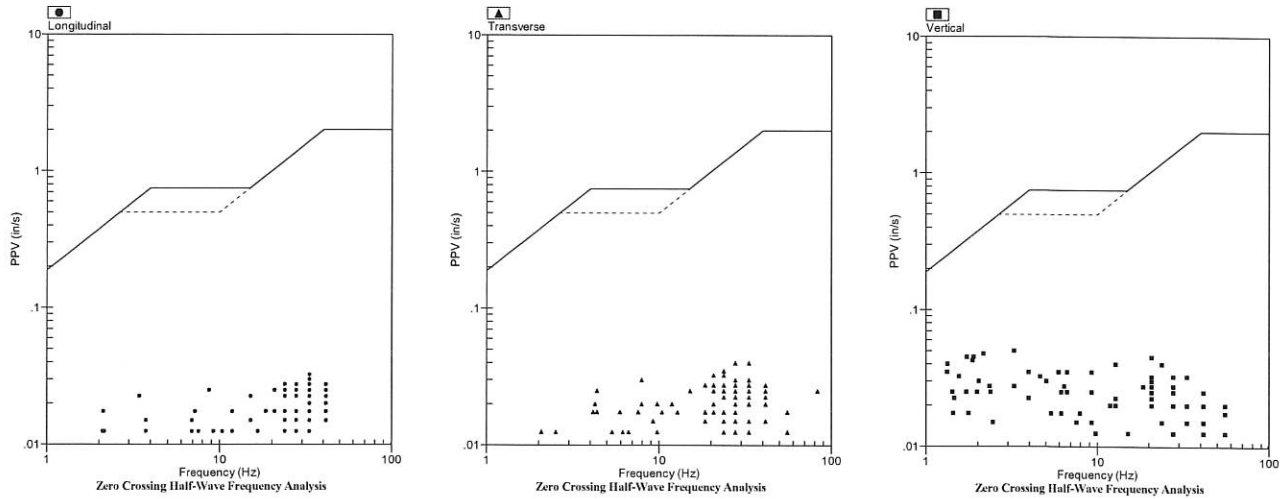 Longitudinal
10
1
.1
.01
PPV (in/s)
1 10 100
Frequency (Hz)
Zero Crossing Half-Wave Frequency Analysis
Transverse
10
1
.1
.01
PPV (in/s)
1 10 100
Frequency (Hz)
Zero Crossing Half-Wave Frequency Analysis
Vertical
10
1
.1
.01
PPV (in/s)
1 10 100
Frequency (Hz)
Zero Crossing Half-Wave Frequency Analysis